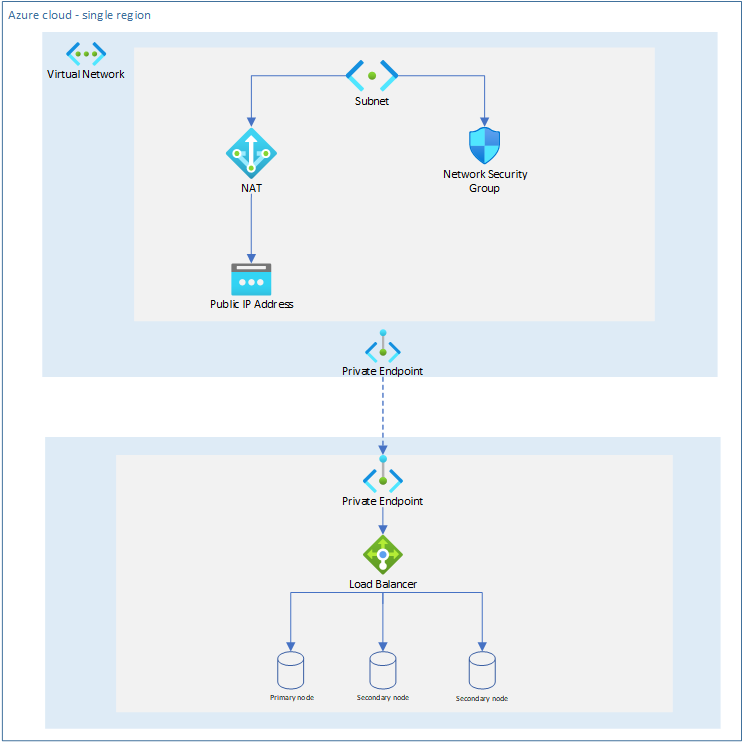 Azure cloud - single region
Virtual Network
Subnet
NAT
Network Security
Group
Public IP Address
Private Endpoint
Private Endpoint
Load Balancer
Primary node
Secondary node
Secondary node